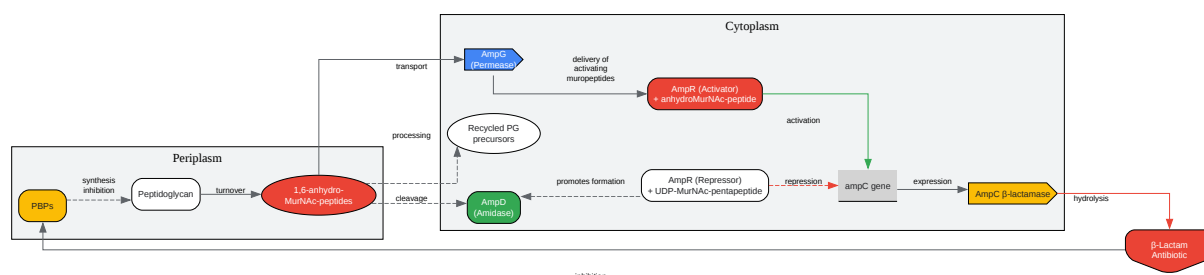 Cytoplasm
AmpG
(Permease)
delivery of
activating
muropeptides
transport
AmpR (Activator)
+ anhydroMurNAc-peptide
activation
Recycled PG
precursors
processing
Periplasm
synthesis
inhibition
PBPs
Peptidoglycan
turnover
1,6-anhydro-
MurNAc-peptides
cleavage
AmpD
(Amidase)
promotes formation
AmpR (Repressor)
+ UDP-MurNAc-pentapeptide
repression
ampC gene
expression
AmpC β-lactamase
hydrolysis
β-Lactam
Antibiotic